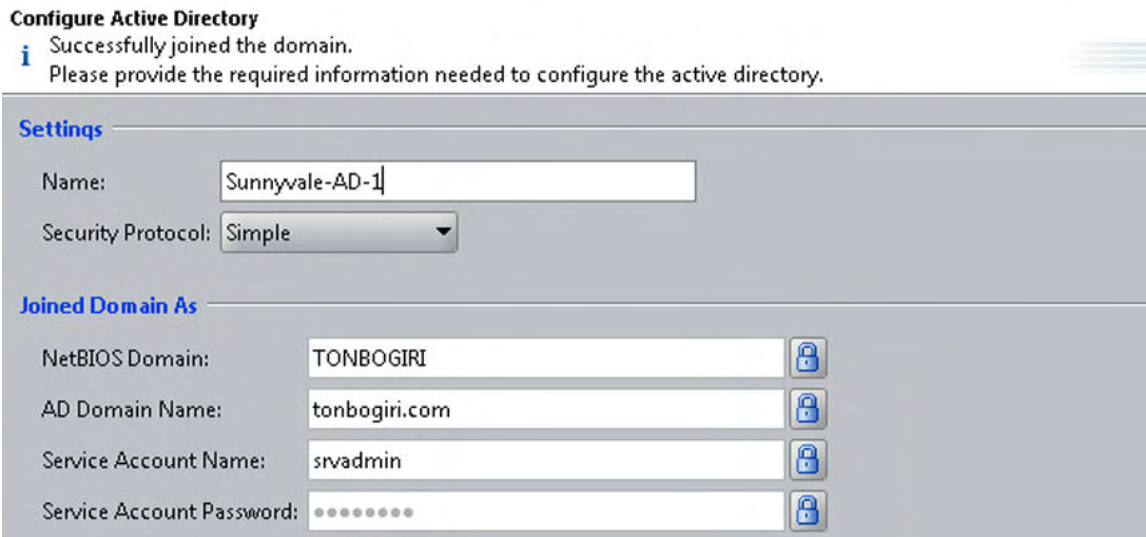 Configure Active Directory
i Successfully joined the domain.
Please provide the required information needed to configure the active directory.
Settings
Name: Sunnyvale-AD-1
Security Protocol: Simple
Joined Domain As
NetBIOS Domain: TONBOGIRI
AD Domain Name: tonbogiri.com
Service Account Name: srvadmin
Service Account Password: ●●●●●●●●